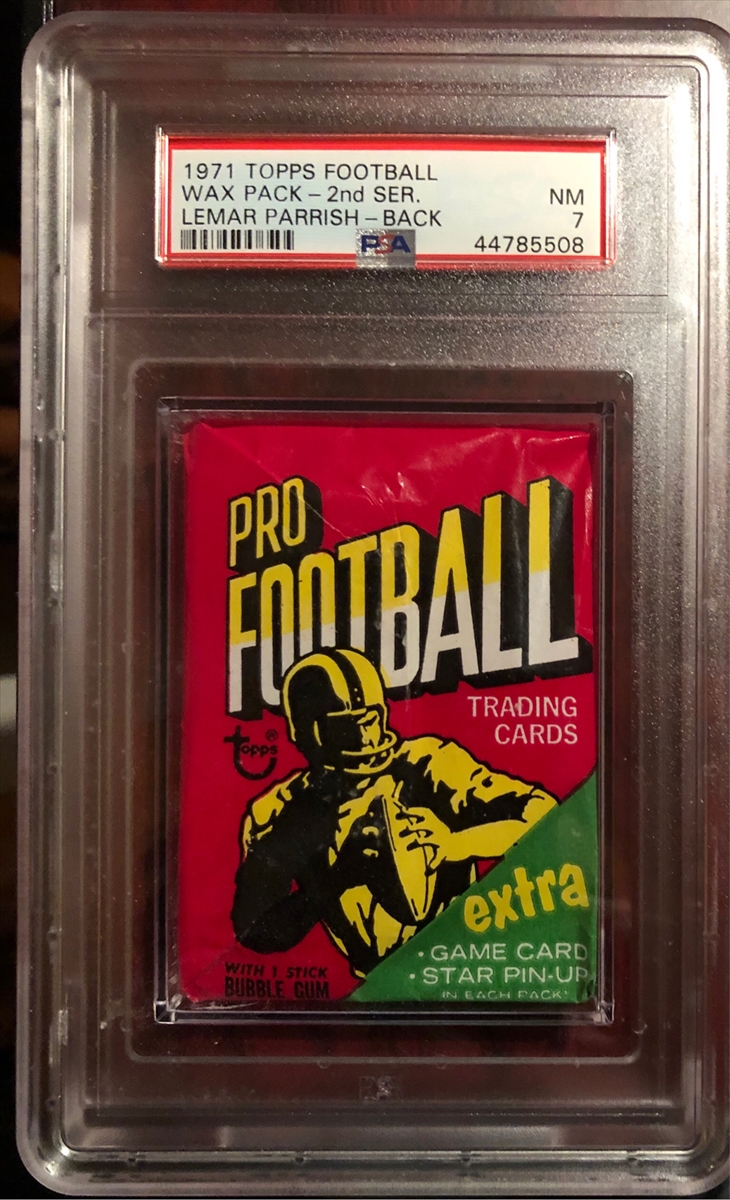 1971 TOPPS FOOTBALL
WAX PACK – 2nd SER. NM
LEMAR PARRISH – BACK 7
PSA 44785508
PRO
FOOTBALL
TRADING
CARDS
topps®
extra
• GAME CARD
• STAR PIN-UP
IN EACH PACK!
WITH 1 STICK
BUBBLE GUM
PSA